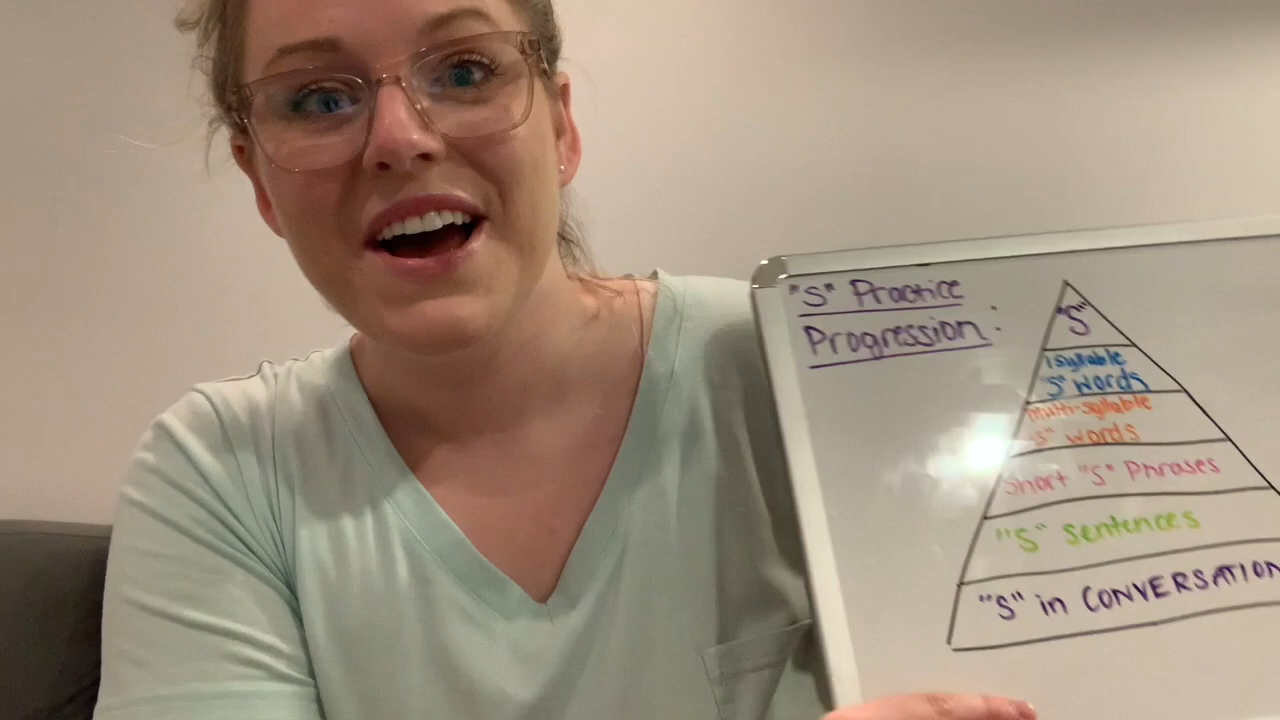 "S" Practice
Progression:
"S"
1 syllable
"S" words
multi-syllable
"S" words
Short "S" Phrases
"S" sentences
"S" in CONVERSATION